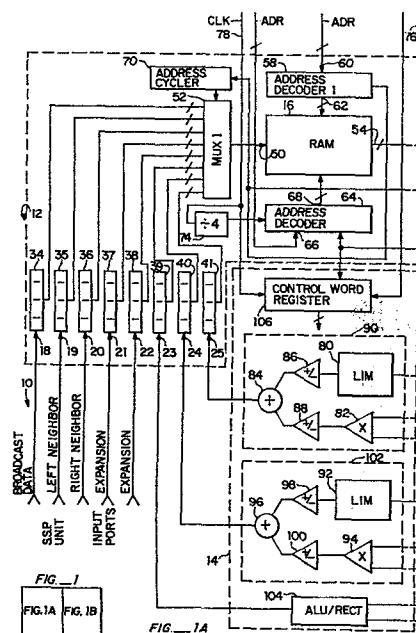 CLK ADR ADR 76
78
70 ADDRESS CYCLER
58 60
ADDRESS DECODER 1
52 16 62
MUX 1
RAM
54
50
68 64
÷4
74
ADDRESS DECODER
66
12
34 35 36 37 38 39 40 41
CONTROL WORD REGISTER
106
90
18 19 20 21 22 23 24 25
86 +/- 80 LIM
84 +
88 +/- 82 X
10
102
98 +/- 92 LIM
96 +
100 +/- 94 X
14
104
ALU/RECT
BROADCAST DATA
LEFT NEIGHBOR
S.S.P UNIT
RIGHT NEIGHBOR
EXPANSION
INPUT PORTS
EXPANSION
FIG._1
FIG.1A FIG. 1B
FIG._1A